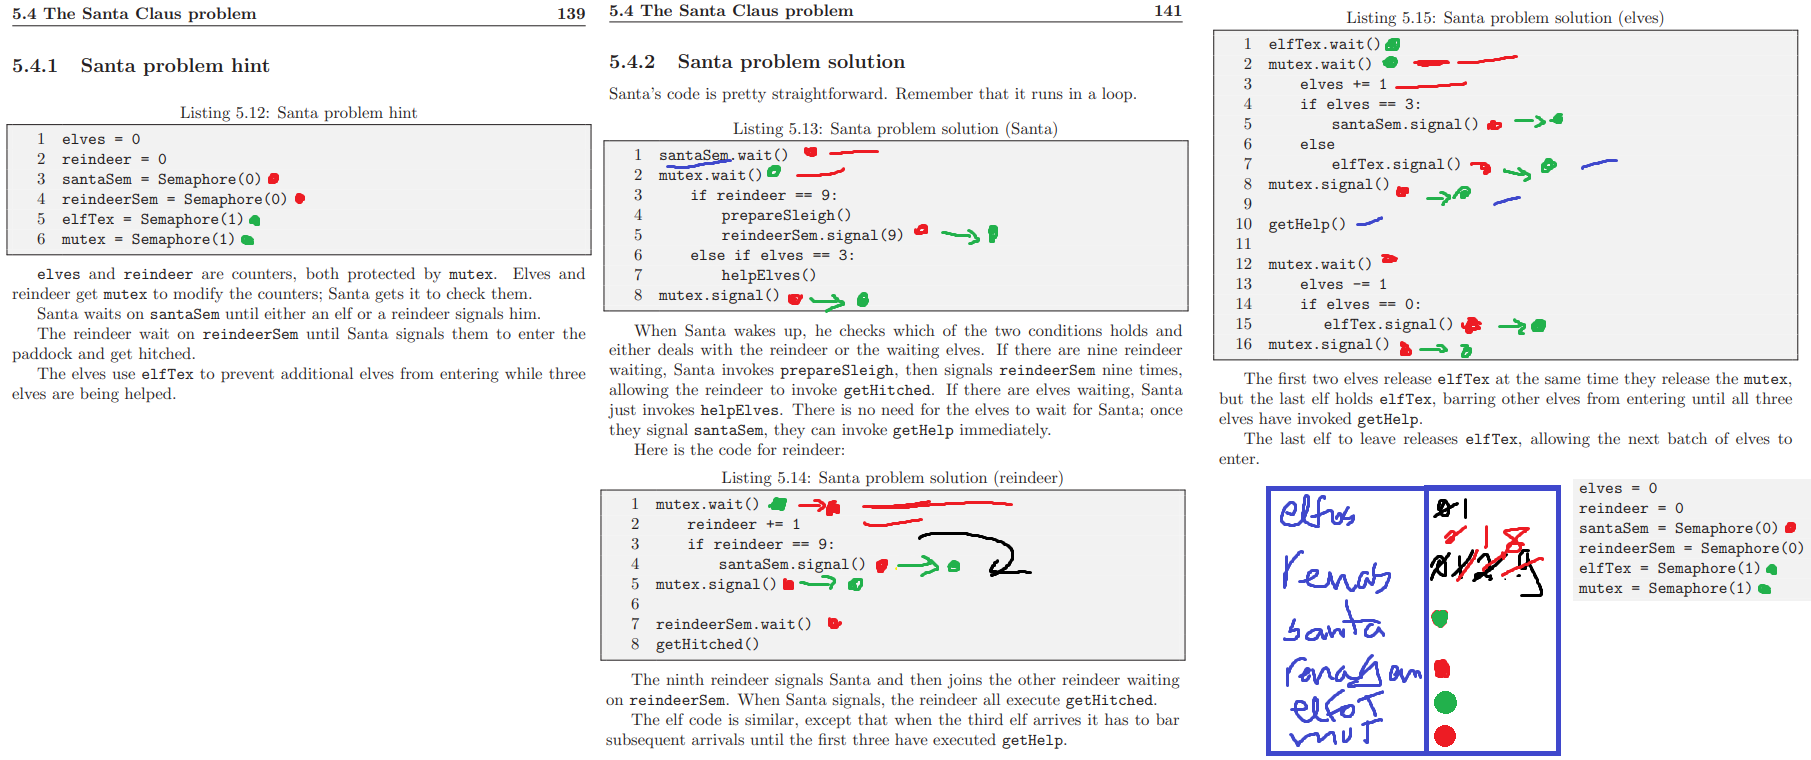 5.4 The Santa Claus problem 139
5.4.1 Santa problem hint
Listing 5.12: Santa problem hint
1 elves = 0
2 reindeer = 0
3 santaSem = Semaphore(0)
4 reindeerSem = Semaphore(0)
5 elfTex = Semaphore(1)
6 mutex = Semaphore(1)
elves and reindeer are counters, both protected by mutex. Elves and
reindeer get mutex to modify the counters; Santa gets it to check them.
Santa waits on santaSem until either an elf or a reindeer signals him.
The reindeer wait on reindeerSem until Santa signals them to enter the
paddock and get hitched.
The elves use elfTex to prevent additional elves from entering while three
elves are being helped.
5.4 The Santa Claus problem 141
5.4.2 Santa problem solution
Santa's code is pretty straightforward. Remember that it runs in a loop.
Listing 5.13: Santa problem solution (Santa)
1 santaSem.wait()
2 mutex.wait()
3 if reindeer == 9:
4 prepareSleigh()
5 reindeerSem.signal(9)
6 else if elves == 3:
7 helpElves()
8 mutex.signal()
When Santa wakes up, he checks which of the two conditions holds and
either deals with the reindeer or the waiting elves. If there are nine reindeer
waiting, Santa invokes prepareSleigh, then signals reindeerSem nine times,
allowing the reindeer to invoke getHitched. If there are elves waiting, Santa
just invokes helpElves. There is no need for the elves to wait for Santa; once
they signal santaSem, they can invoke getHelp immediately.
Here is the code for reindeer:
Listing 5.14: Santa problem solution (reindeer)
1 mutex.wait()
2 reindeer += 1
3 if reindeer == 9:
4 santaSem.signal()
5 mutex.signal()
6
7 reindeerSem.wait()
8 getHitched()
The ninth reindeer signals Santa and then joins the other reindeer waiting
on reindeerSem. When Santa signals, the reindeer all execute getHitched.
The elf code is similar, except that when the third elf arrives it has to bar
subsequent arrivals until the first three have executed getHelp.
Listing 5.15: Santa problem solution (elves)
1 elfTex.wait()
2 mutex.wait()
3 elves += 1
4 if elves == 3:
5 santaSem.signal()
6 else
7 elfTex.signal()
8 mutex.signal()
9
10 getHelp()
11
12 mutex.wait()
13 elves -= 1
14 if elves == 0:
15 elfTex.signal()
16 mutex.signal()
The first two elves release elfTex at the same time they release the mutex,
but the last elf holds elfTex, barring other elves from entering until all three
elves have invoked getHelp.
The last elf to leave releases elfTex, allowing the next batch of elves to
enter.
elfos 0 1
renas
santa
elfoT
muT
elves = 0
reindeer = 0
santaSem = Semaphore(0)
reindeerSem = Semaphore(0)
elfTex = Semaphore(1)
mutex = Semaphore(1)